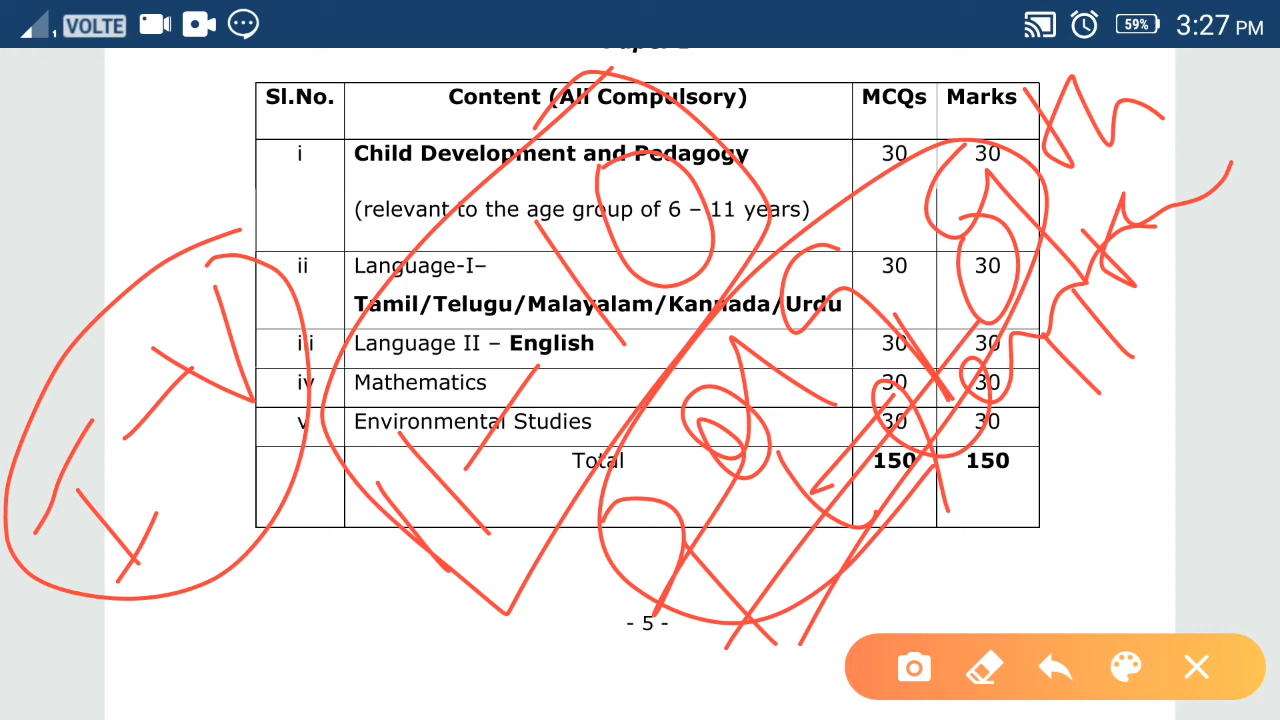 VOLTE 59% 3:27 PM
Sl.No. Content (All Compulsory) MCQs Marks
i Child Development and Pedagogy 30 30
(relevant to the age group of 6 – 11 years)
ii Language-I– 30 30
Tamil/Telugu/Malayalam/Kannada/Urdu
iii Language II – English 30 30
iv Mathematics 30 30
v Environmental Studies 30 30
Total 150 150
- 5 -